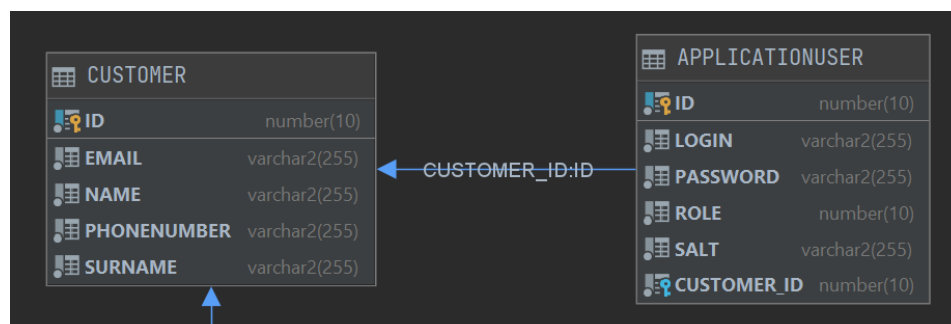 CUSTOMER
ID number(10)
EMAIL varchar2(255)
NAME varchar2(255)
PHONENUMBER varchar2(255)
SURNAME varchar2(255)
CUSTOMER_ID:ID
APPLICATIONUSER
ID number(10)
LOGIN varchar2(255)
PASSWORD varchar2(255)
ROLE number(10)
SALT varchar2(255)
CUSTOMER_ID number(10)